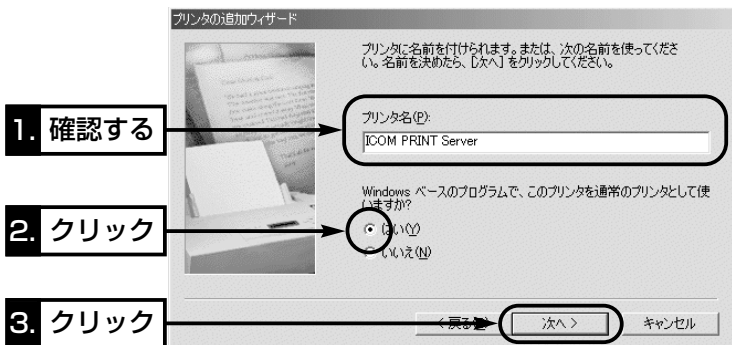 プリンタの追加ウィザード
プリンタに名前を付けられます。または、次の名前を使ってくださ
い。名前を決めたら、[次へ] をクリックしてください。
1. 確認する
プリンタ名(P):
ICOM PRINT Server
Windows ベースのプログラムで、このプリンタを通常のプリンタとして使
いますか?
2. クリック
はい(Y)
いいえ(N)
3. クリック
< 戻る(B)
次へ >
キャンセル